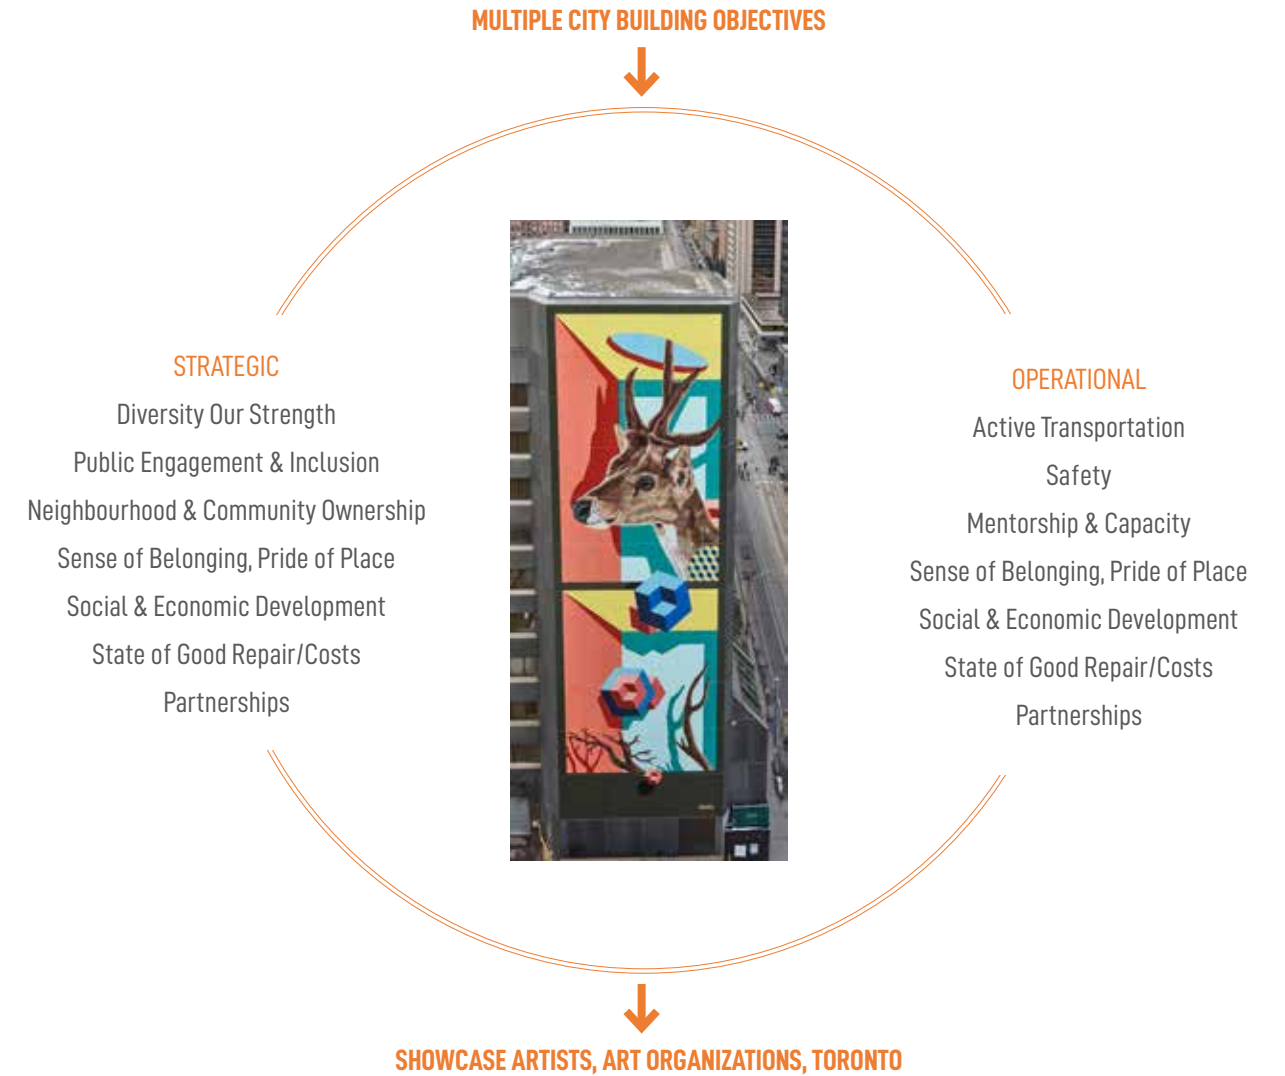 MULTIPLE CITY BUILDING OBJECTIVES
STRATEGIC
Diversity Our Strength
Public Engagement & Inclusion
Neighbourhood & Community Ownership
Sense of Belonging, Pride of Place
Social & Economic Development
State of Good Repair/Costs
Partnerships
OPERATIONAL
Active Transportation
Safety
Mentorship & Capacity
Sense of Belonging, Pride of Place
Social & Economic Development
State of Good Repair/Costs
Partnerships
SHOWCASE ARTISTS, ART ORGANIZATIONS, TORONTO